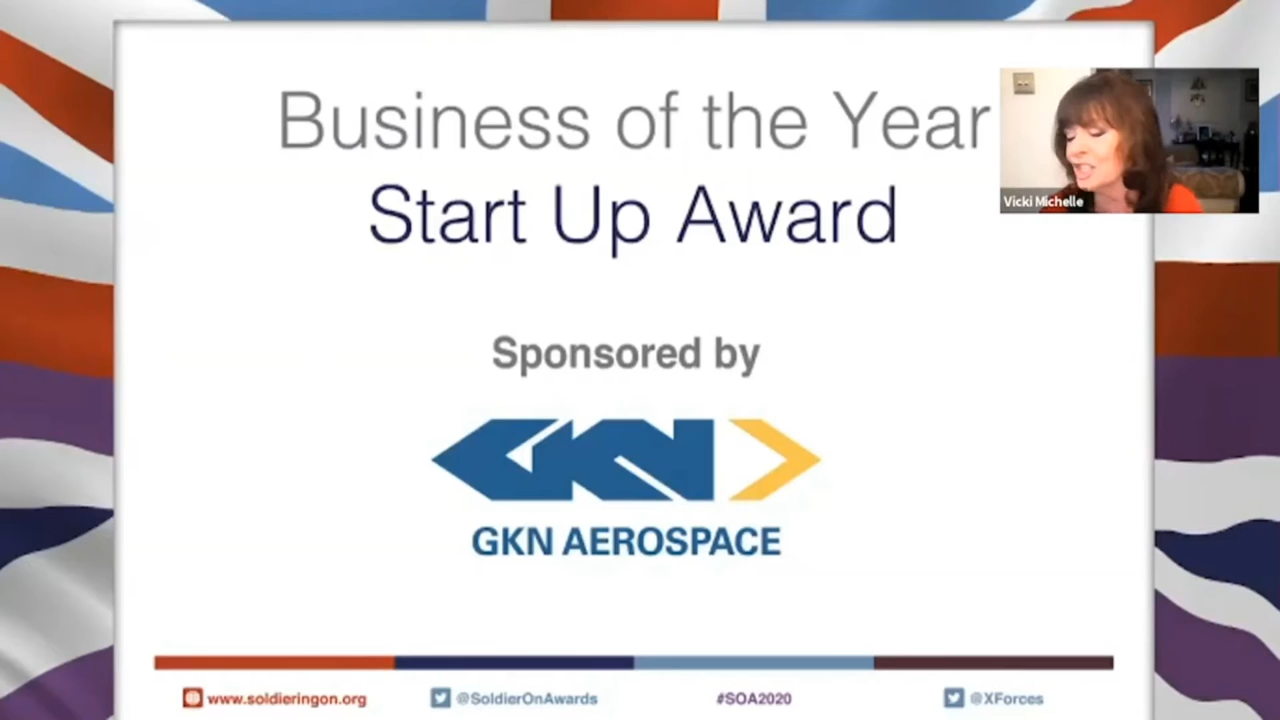 Business of the Year
Start Up Award
Vicki Michelle
Sponsored by
GKN
GKN AEROSPACE
www.soldieringon.org
@SoldierOnAwards
#SOA2020
@XForces